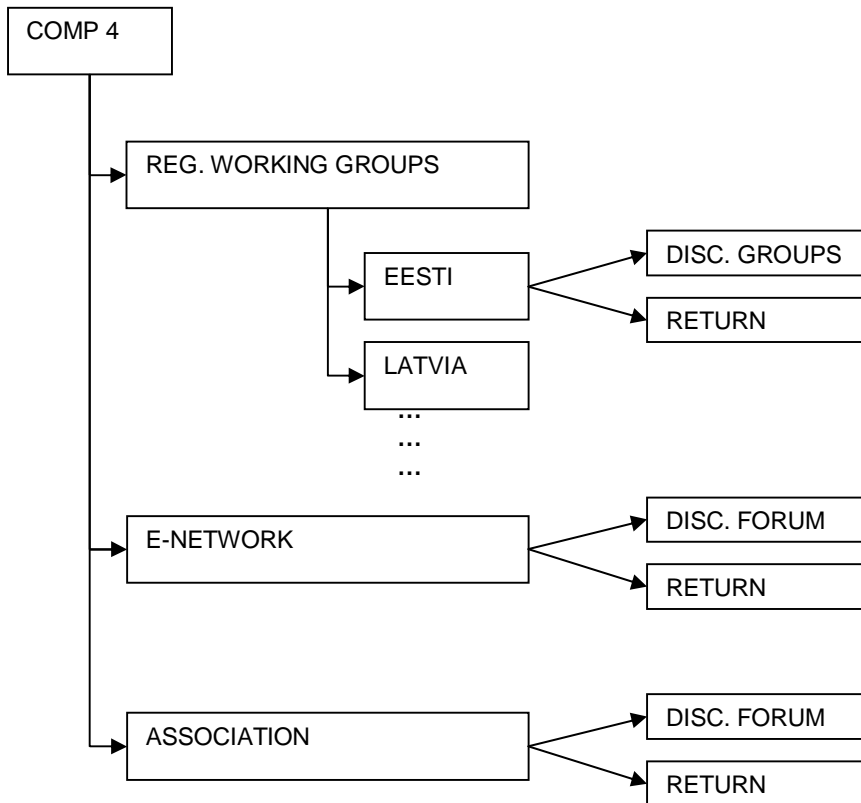 COMP 4
REG. WORKING GROUPS
DISC. GROUPS
EESTI
RETURN
LATVIA
...
...
...
DISC. FORUM
E-NETWORK
RETURN
DISC. FORUM
ASSOCIATION
RETURN